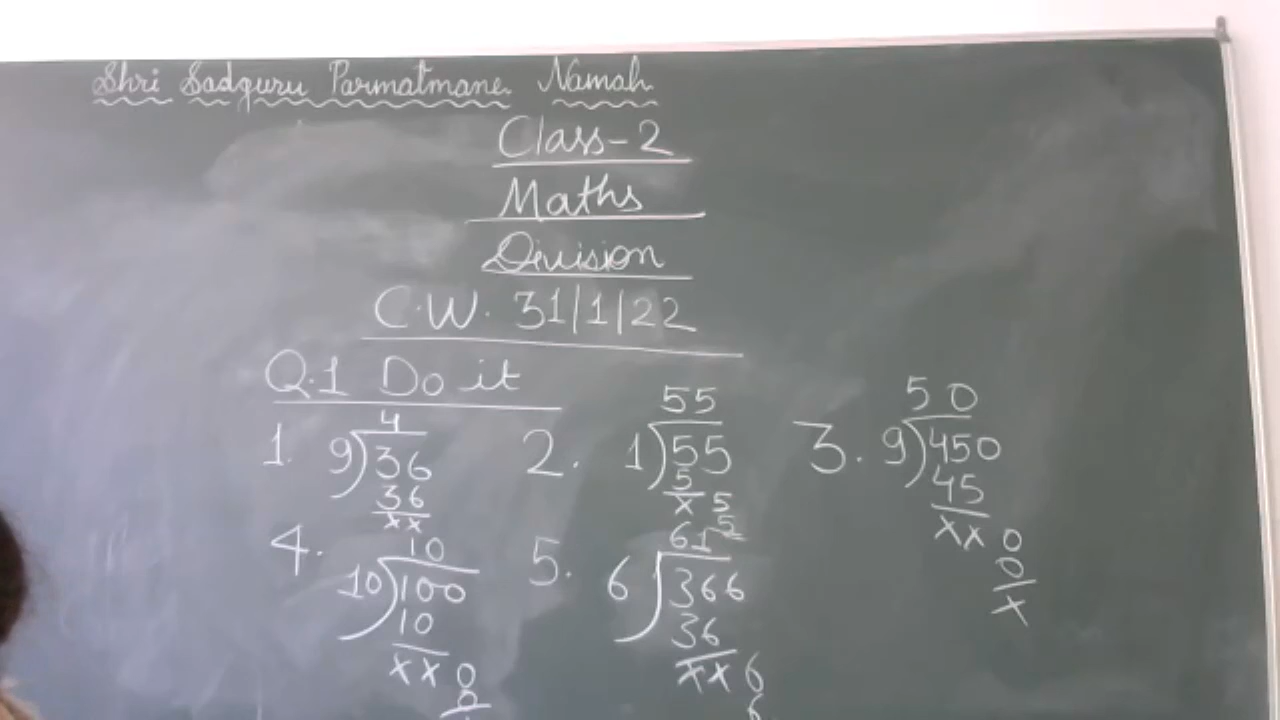 Shri Sadguru Parmatmane Namah
Class-2
Maths
Division
C.W. 31/1/22
Q.1 Do it
1. 9)36
4
36
xx
2. 1)55
55
5
x 5
5
3. 9)450
50
45
xx 0
0
x
4. 10)100
10
10
xx 0
0
5. 6)366
61
36
xx 6
6